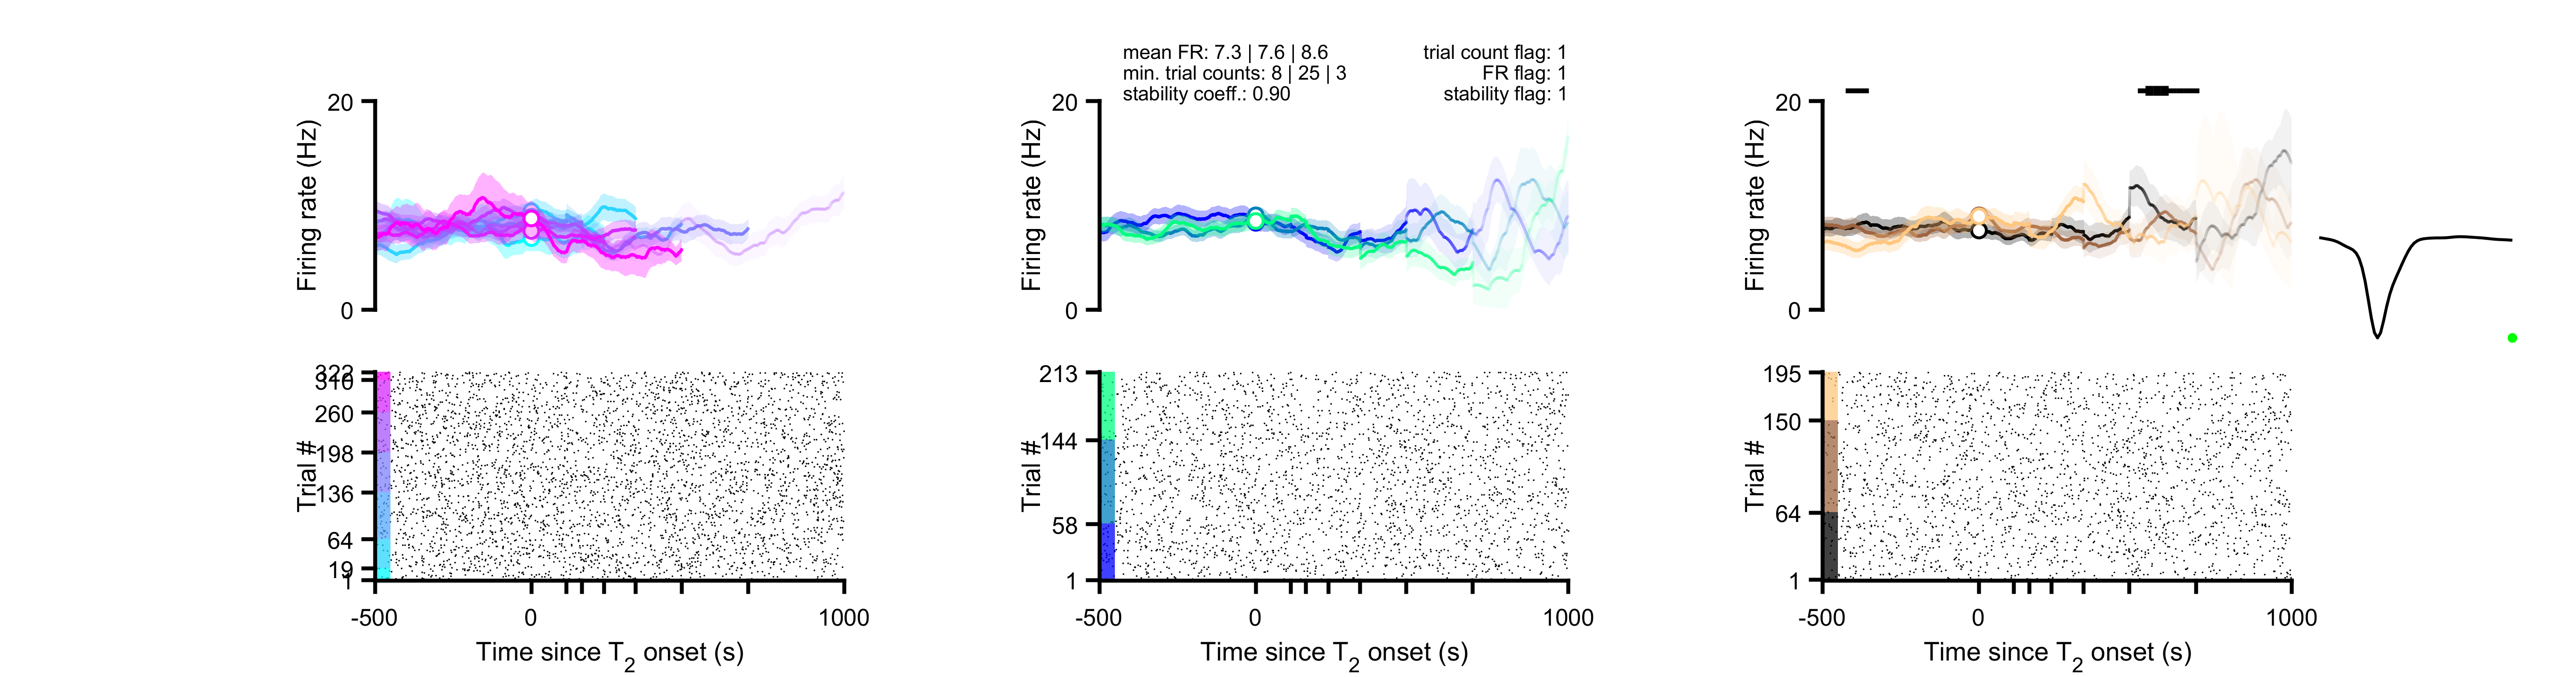 mean FR: 7.3 | 7.6 | 8.6
min. trial counts: 8 | 25 | 3
stability coeff.: 0.90
trial count flag: 1
FR flag: 1
stability flag: 1
20
Firing rate (Hz)
0
20
Firing rate (Hz)
0
20
Firing rate (Hz)
0
322
260
198
136
64
19
1
Trial #
-500
0
1000
Time since T2 onset (s)
213
144
58
1
Trial #
-500
0
1000
Time since T2 onset (s)
195
150
64
1
Trial #
-500
0
1000
Time since T2 onset (s)